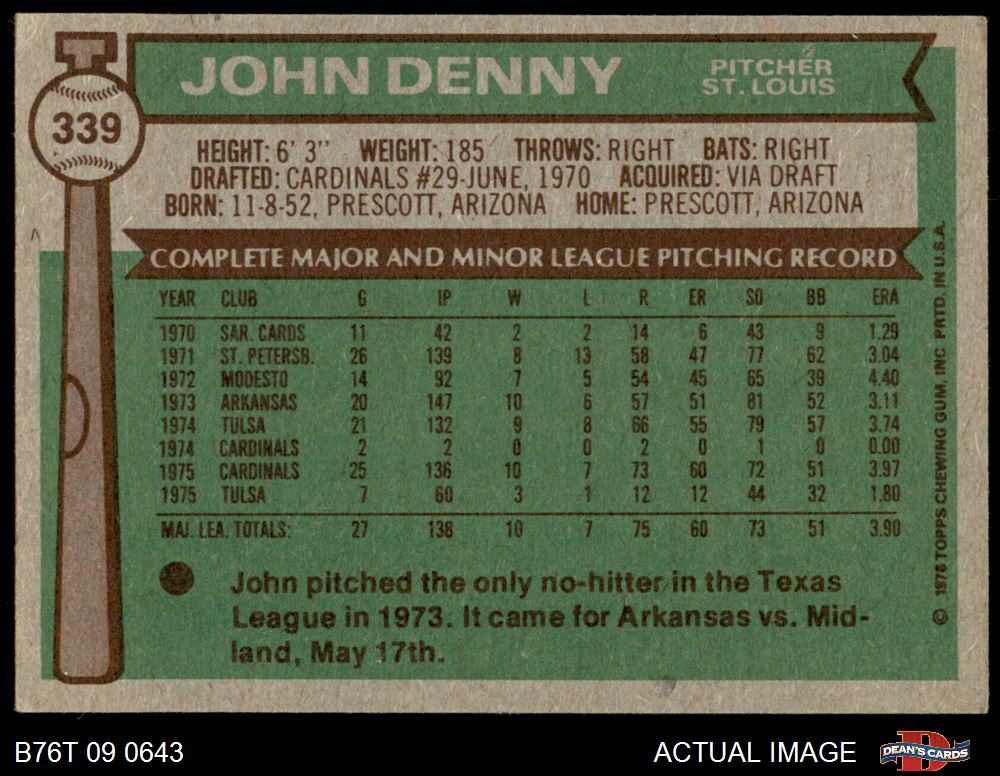 JOHN DENNY
PITCHER
ST. LOUIS
339
HEIGHT: 6' 3" WEIGHT: 185 THROWS: RIGHT BATS: RIGHT
DRAFTED: CARDINALS #29-JUNE, 1970 ACQUIRED: VIA DRAFT
BORN: 11-8-52, PRESCOTT, ARIZONA HOME: PRESCOTT, ARIZONA
COMPLETE MAJOR AND MINOR LEAGUE PITCHING RECORD
YEAR CLUB G IP W L R ER SO BB ERA
1970 SAR. CARDS 11 42 2 2 14 6 43 9 1.29
1971 ST. PETERSB. 26 139 8 13 58 47 77 62 3.04
1972 MODESTO 14 92 7 5 54 45 65 39 4.40
1973 ARKANSAS 20 147 10 6 57 51 81 52 3.11
1974 TULSA 21 132 9 8 66 55 79 57 3.74
1974 CARDINALS 2 2 0 0 2 0 1 0 0.00
1975 CARDINALS 25 136 10 7 73 60 72 51 3.97
1975 TULSA 7 60 3 1 12 12 44 32 1.80
MAJ. LEA. TOTALS: 27 138 10 7 75 60 73 51 3.90
John pitched the only no-hitter in the Texas
League in 1973. It came for Arkansas vs. Mid-
land, May 17th.
© 1976 TOPPS CHEWING GUM, INC PRTD. IN U.S.A.
B76T 09 0643
ACTUAL IMAGE
DEAN'S CARDS